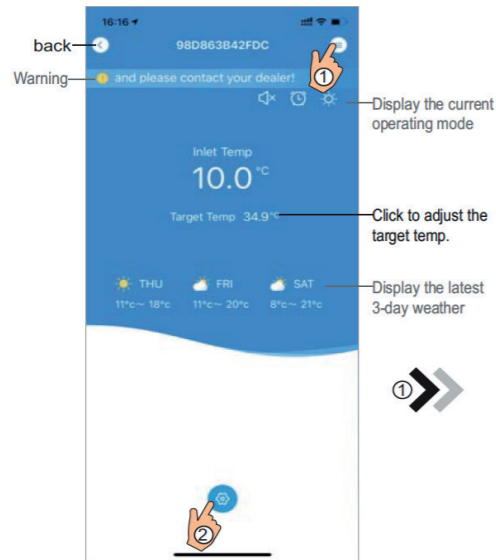 16:16
back
98D863B42FDC
Warning
and please contact your dealer!
①
Display the current
operating mode
Inlet Temp
10.0 °C
Target Temp 34.9°C
Click to adjust the
target temp.
THU FRI SAT
11°c~ 18°c 11°c~ 20°c 8°c~ 21°c
Display the latest
3-day weather
①
②